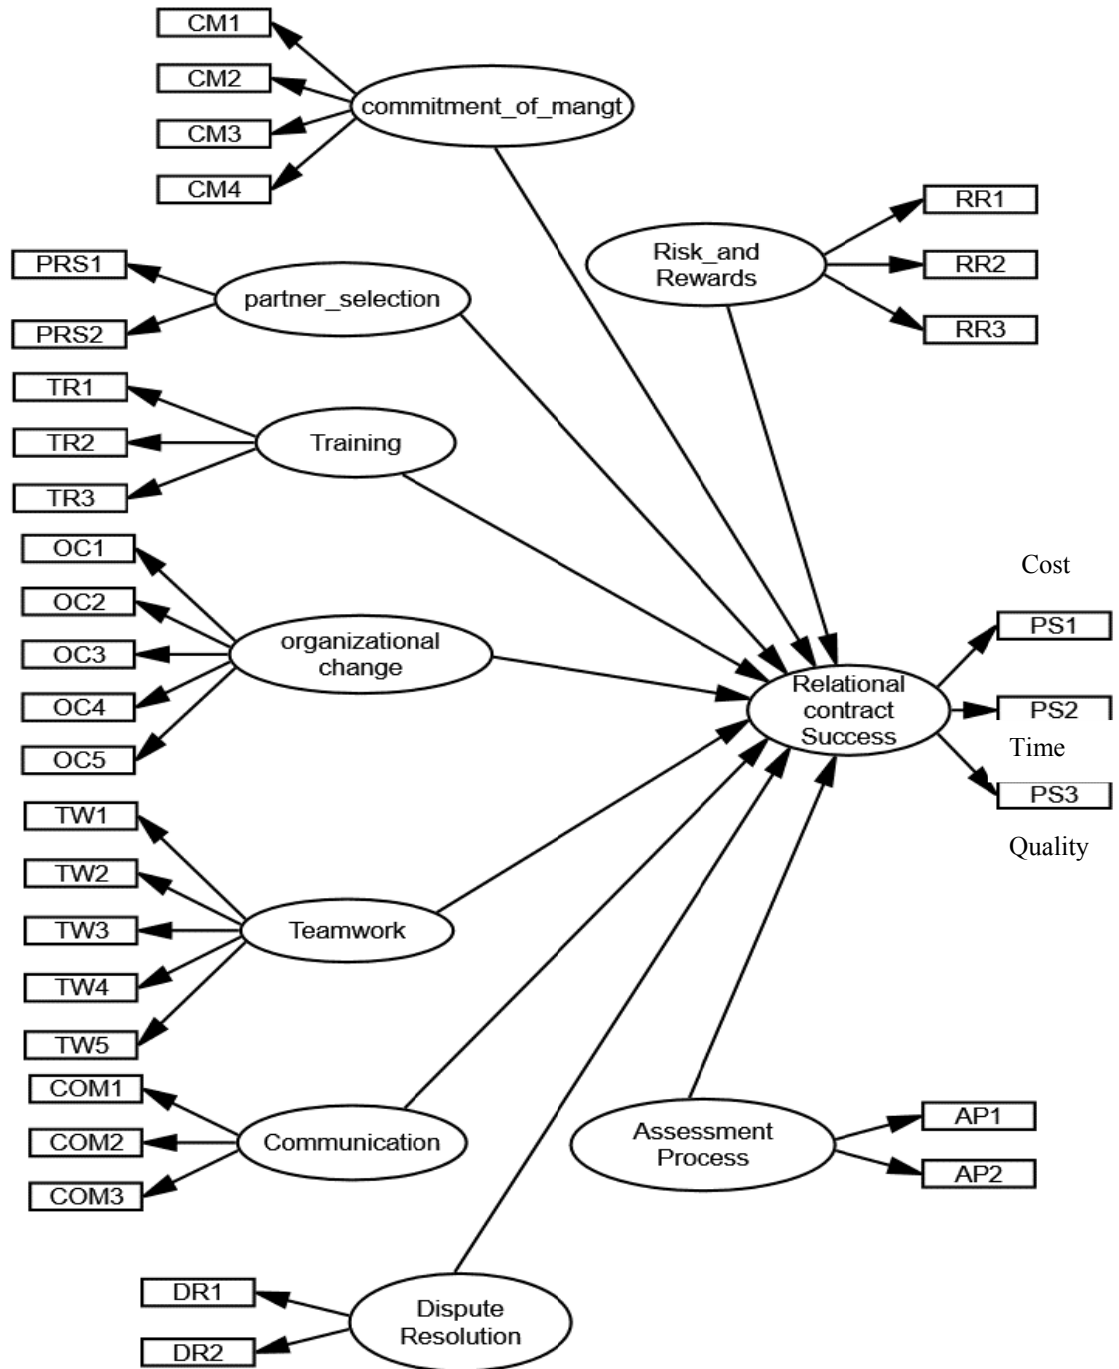 CM1
CM2
CM3
CM4
commitment_of_mangt
RR1
RR2
RR3
Risk_and
Rewards
PRS1
PRS2
partner_selection
TR1
TR2
TR3
Training
OC1
OC2
OC3
OC4
OC5
organizational
change
Cost
PS1
PS2
Time
PS3
Quality
Relational
contract
Success
TW1
TW2
TW3
TW4
TW5
Teamwork
COM1
COM2
COM3
Communication
Assessment
Process
AP1
AP2
DR1
DR2
Dispute
Resolution